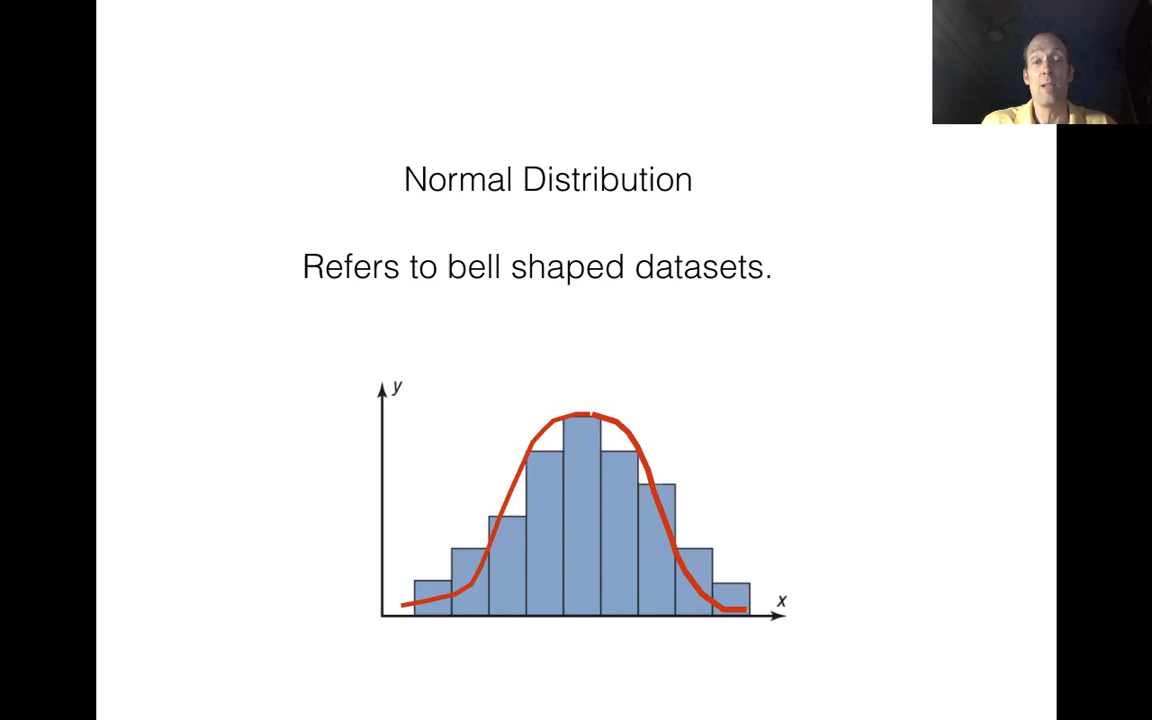 Normal Distribution
Refers to bell shaped datasets.
y
x